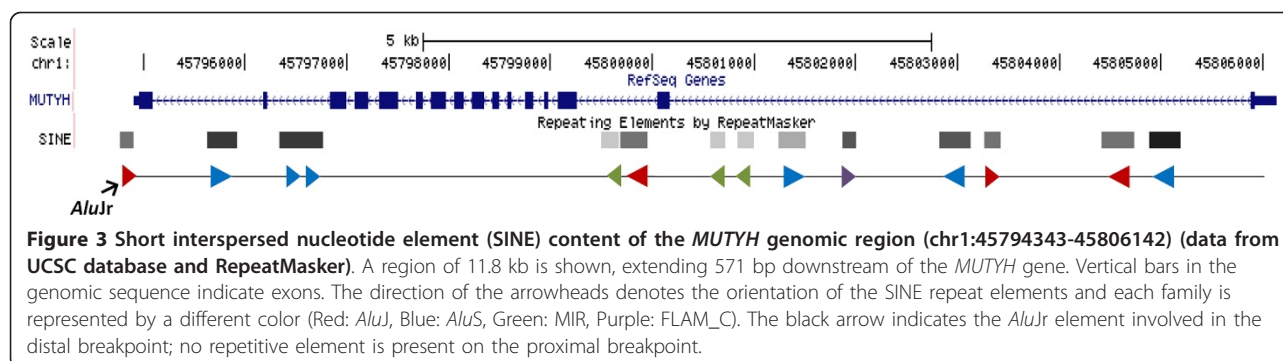 Scale
5 kb
chr1:
45796000| 45797000| 45798000| 45799000| 45800000| 45801000| 45802000| 45803000| 45804000| 45805000| 45806000|
RefSeq Genes
MUTYH
Repeating Elements by RepeatMasker
SINE
AluJr
Figure 3 Short interspersed nucleotide element (SINE) content of the MUTYH genomic region (chr1:45794343-45806142) (data from
UCSC database and RepeatMasker). A region of 11.8 kb is shown, extending 571 bp downstream of the MUTYH gene. Vertical bars in the
genomic sequence indicate exons. The direction of the arrowheads denotes the orientation of the SINE repeat elements and each family is
represented by a different color (Red: AluJ, Blue: AluS, Green: MIR, Purple: FLAM_C). The black arrow indicates the AluJr element involved in the
distal breakpoint; no repetitive element is present on the proximal breakpoint.